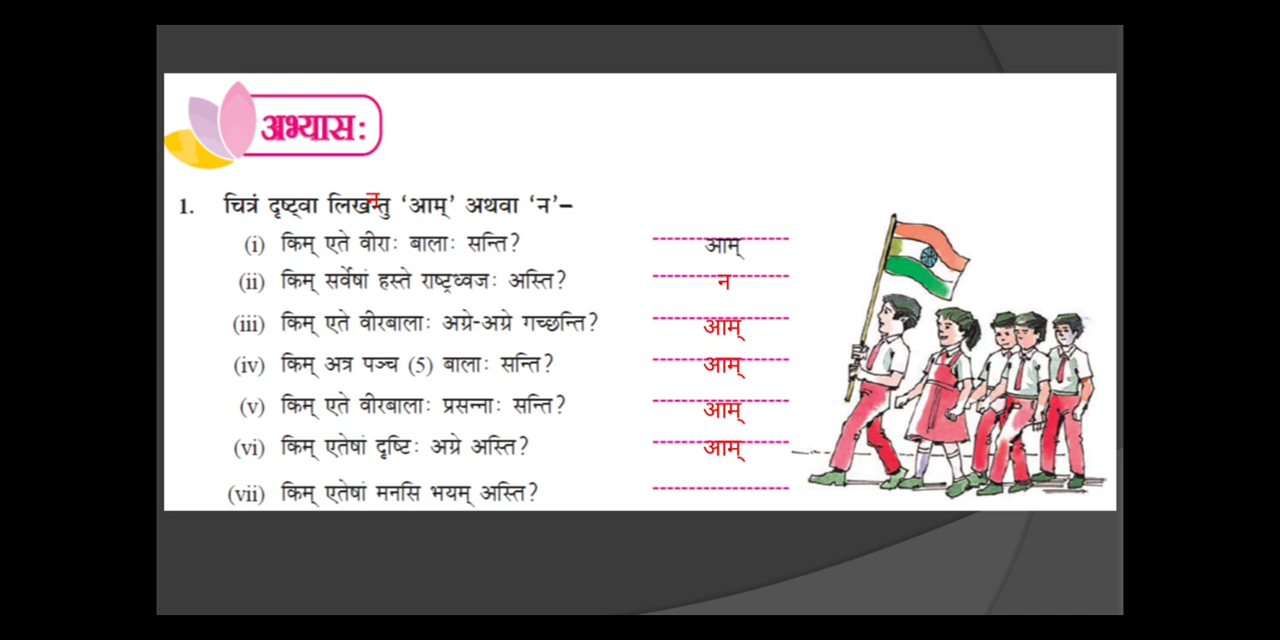 अभ्यासः
1. चित्रं दृष्ट्वा लिखन्तु ‘आम्’ अथवा ‘न’– न
(i) किम् एते वीराः बालाः सन्ति? आम्
(ii) किम् सर्वेषां हस्ते राष्ट्रध्वजः अस्ति? न
(iii) किम् एते वीरबालाः अग्रे-अग्रे गच्छन्ति? आम्
(iv) किम् अत्र पञ्च (5) बालाः सन्ति? आम्
(v) किम् एते वीरबालाः प्रसन्नाः सन्ति? आम्
(vi) किम् एतेषां दृष्टिः अग्रे अस्ति? आम्
(vii) किम् एतेषां मनसि भयम् अस्ति?